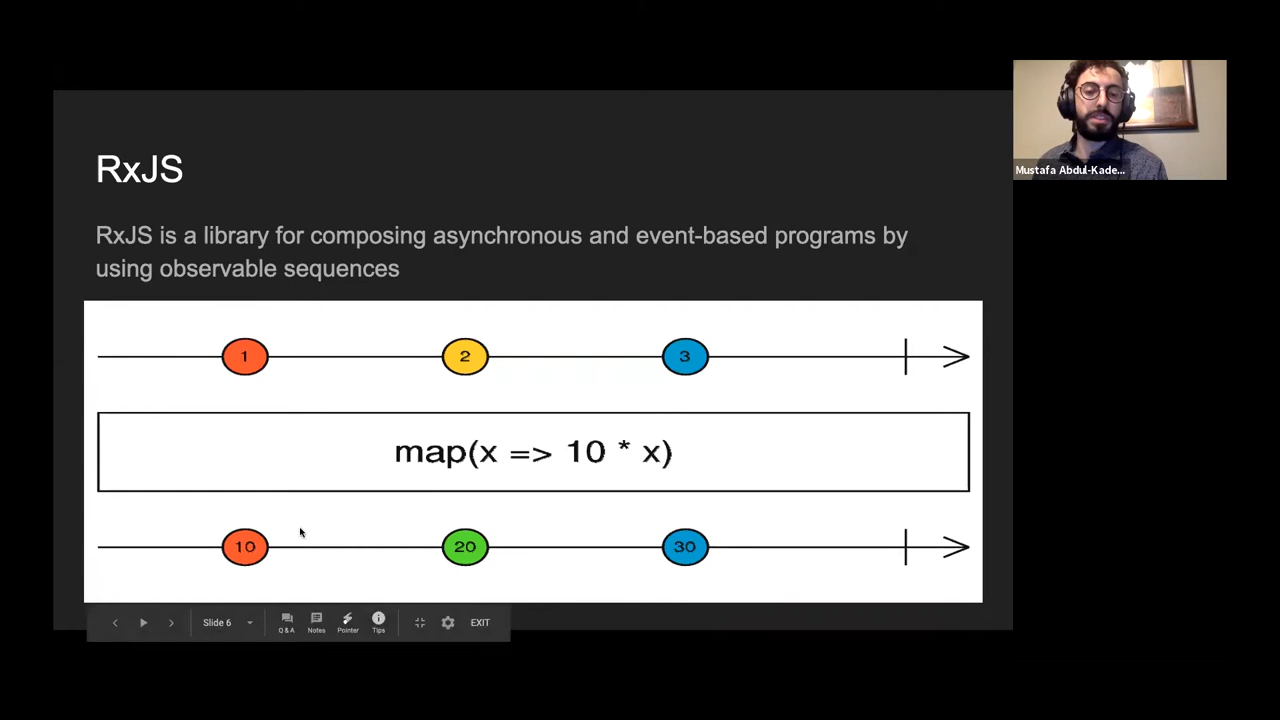 RxJS
RxJS is a library for composing asynchronous and event-based programs by
using observable sequences
1 2 3
map(x => 10 * x)
10 20 30
Mustafa Abdul-Kade...
Slide 6
Q & A Notes Pointer Tips
EXIT